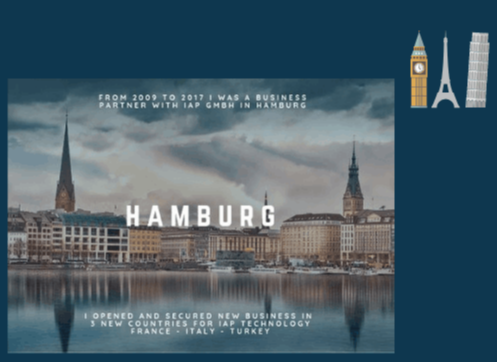 FROM 2009 TO 2017 I WAS A BUSINESS
PARTNER WITH IAP GMBH IN HAMBURG
HAMBURG
I OPENED AND SECURED NEW BUSINESS IN
3 NEW COUNTRIES FOR IAP TECHNOLOGY
FRANCE - ITALY - TURKEY